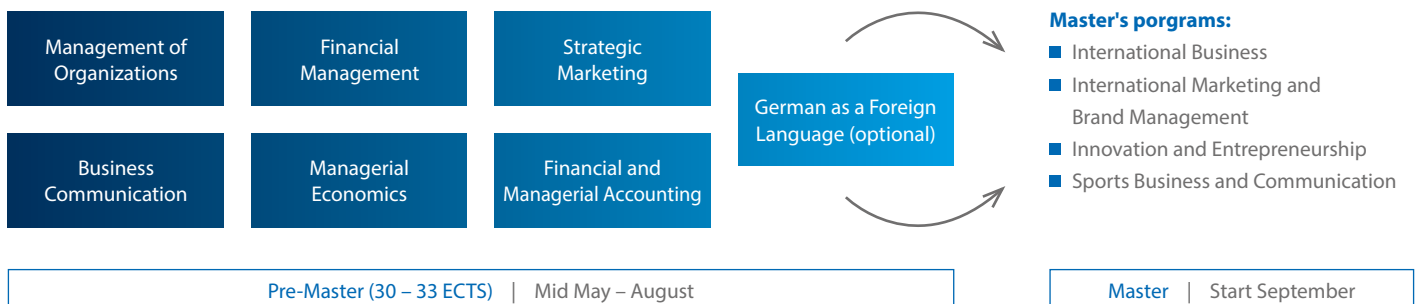 Management of
Organizations
Financial
Management
Strategic
Marketing
Business
Communication
Managerial
Economics
Financial and
Managerial Accounting
German as a Foreign
Language (optional)
Master's porgrams:
International Business
International Marketing and
Brand Management
Innovation and Entrepreneurship
Sports Business and Communication
Pre-Master (30 – 33 ECTS) | Mid May – August
Master | Start September